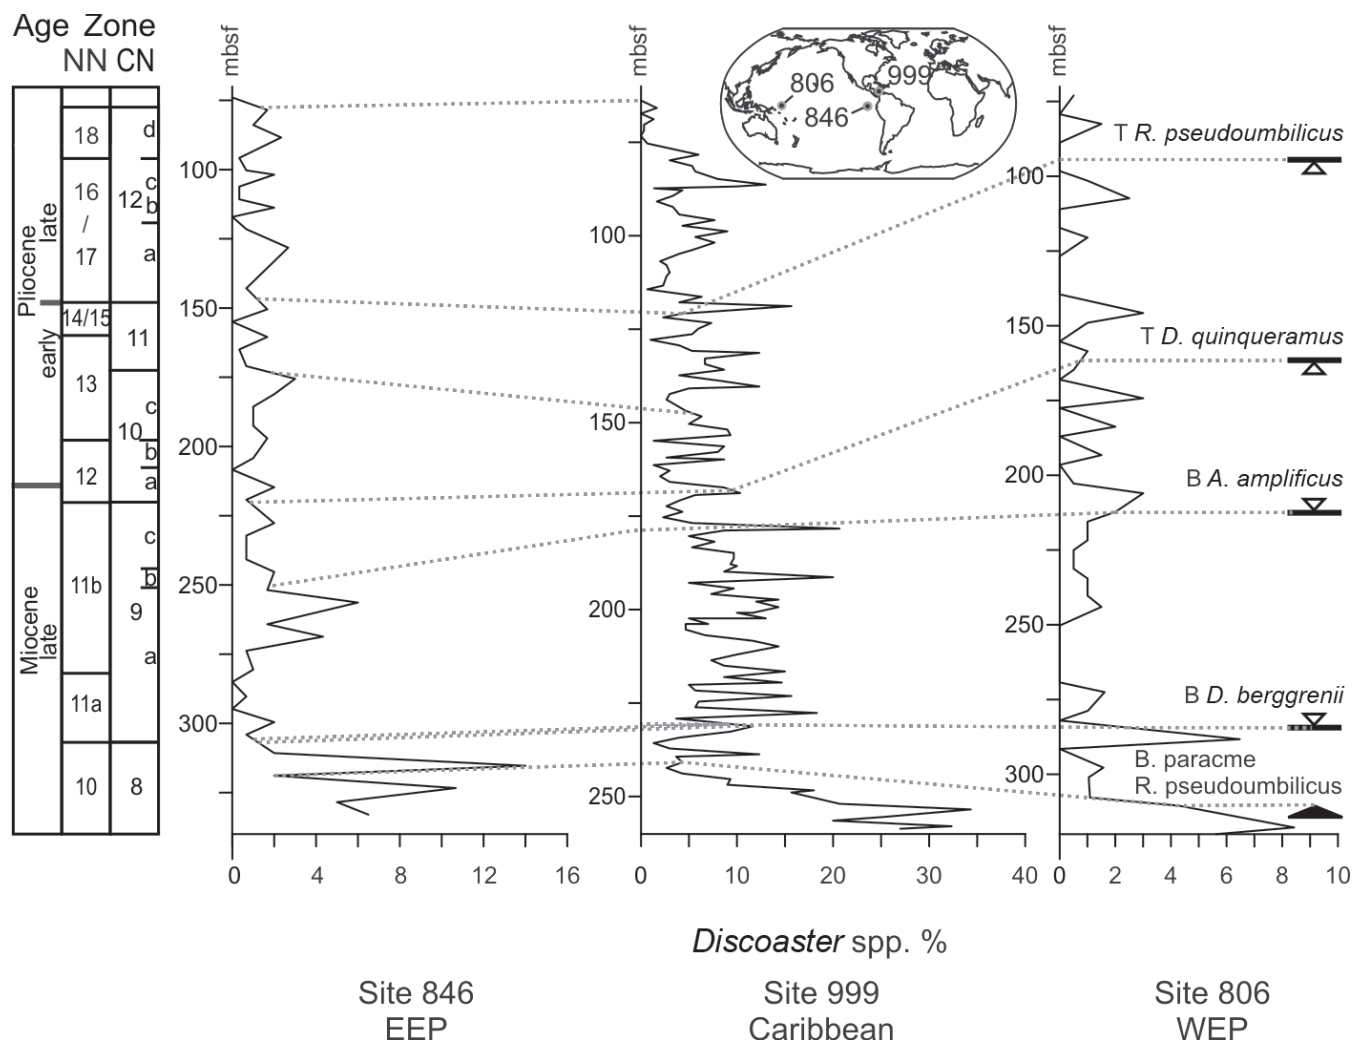 Age Zone
NN CN
mbsf
mbsf
mbsf
806
999
846
Pliocene
late
early
Miocene
late
18
16
/
17
14/15
13
12
11b
11a
10
d
c
12
b
a
11
c
10
b
a
c
b
9
a
8
100
150
200
250
300
100
150
200
250
100
150
200
250
300
T R. pseudoumbilicus
T D. quinqueramus
B A. amplificus
B D. berggrenii
B. paracme
R. pseudoumbilicus
0 4 8 12 16
0 10 20 30 40
0 2 4 6 8 10
Discoaster spp. %
Site 846
EEP
Site 999
Caribbean
Site 806
WEP